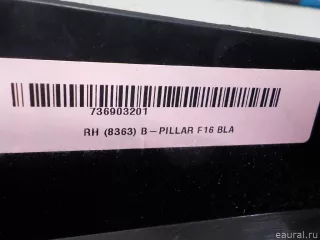 736903201
RH (8363) B-PILLAR F16 BLA
eaural.ru